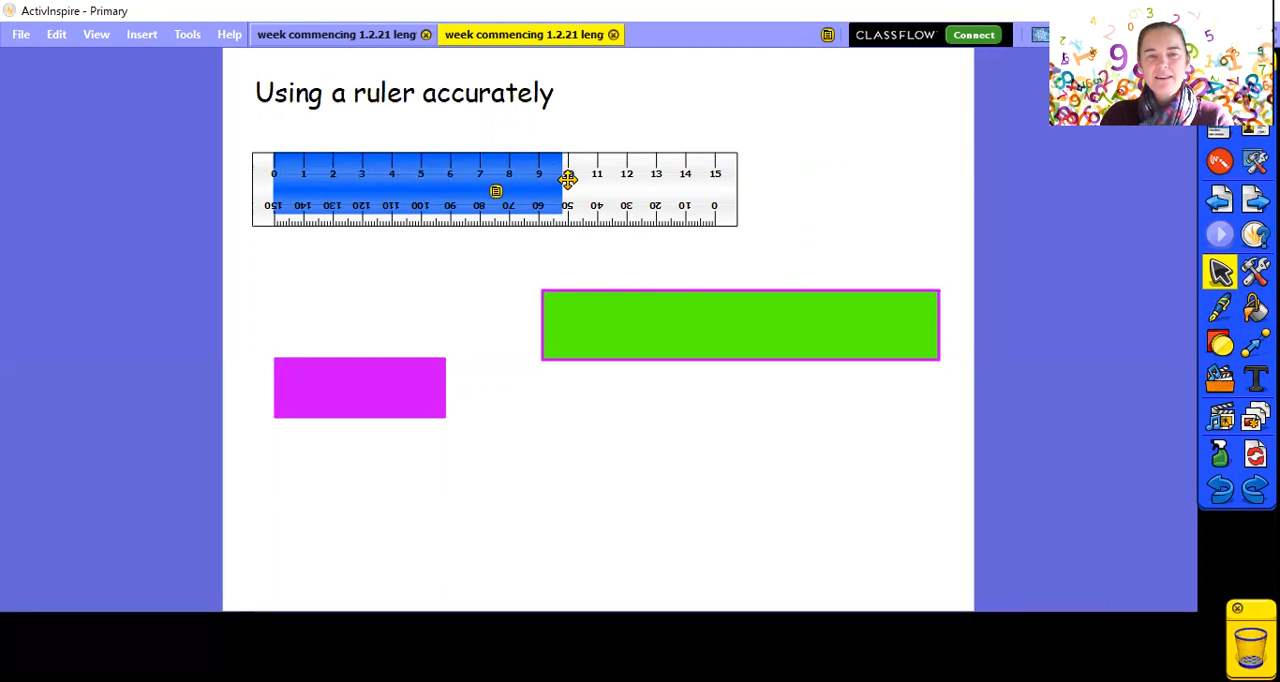 ActivInspire - Primary
File Edit View Insert Tools Help week commencing 1.2.21 leng week commencing 1.2.21 leng CLASSFLOW Connect
Using a ruler accurately
0 1 2 3 4 5 6 7 8 9 11 12 13 14 15
150 140 130 120 110 100 90 80 70 60 50 40 30 20 10 0